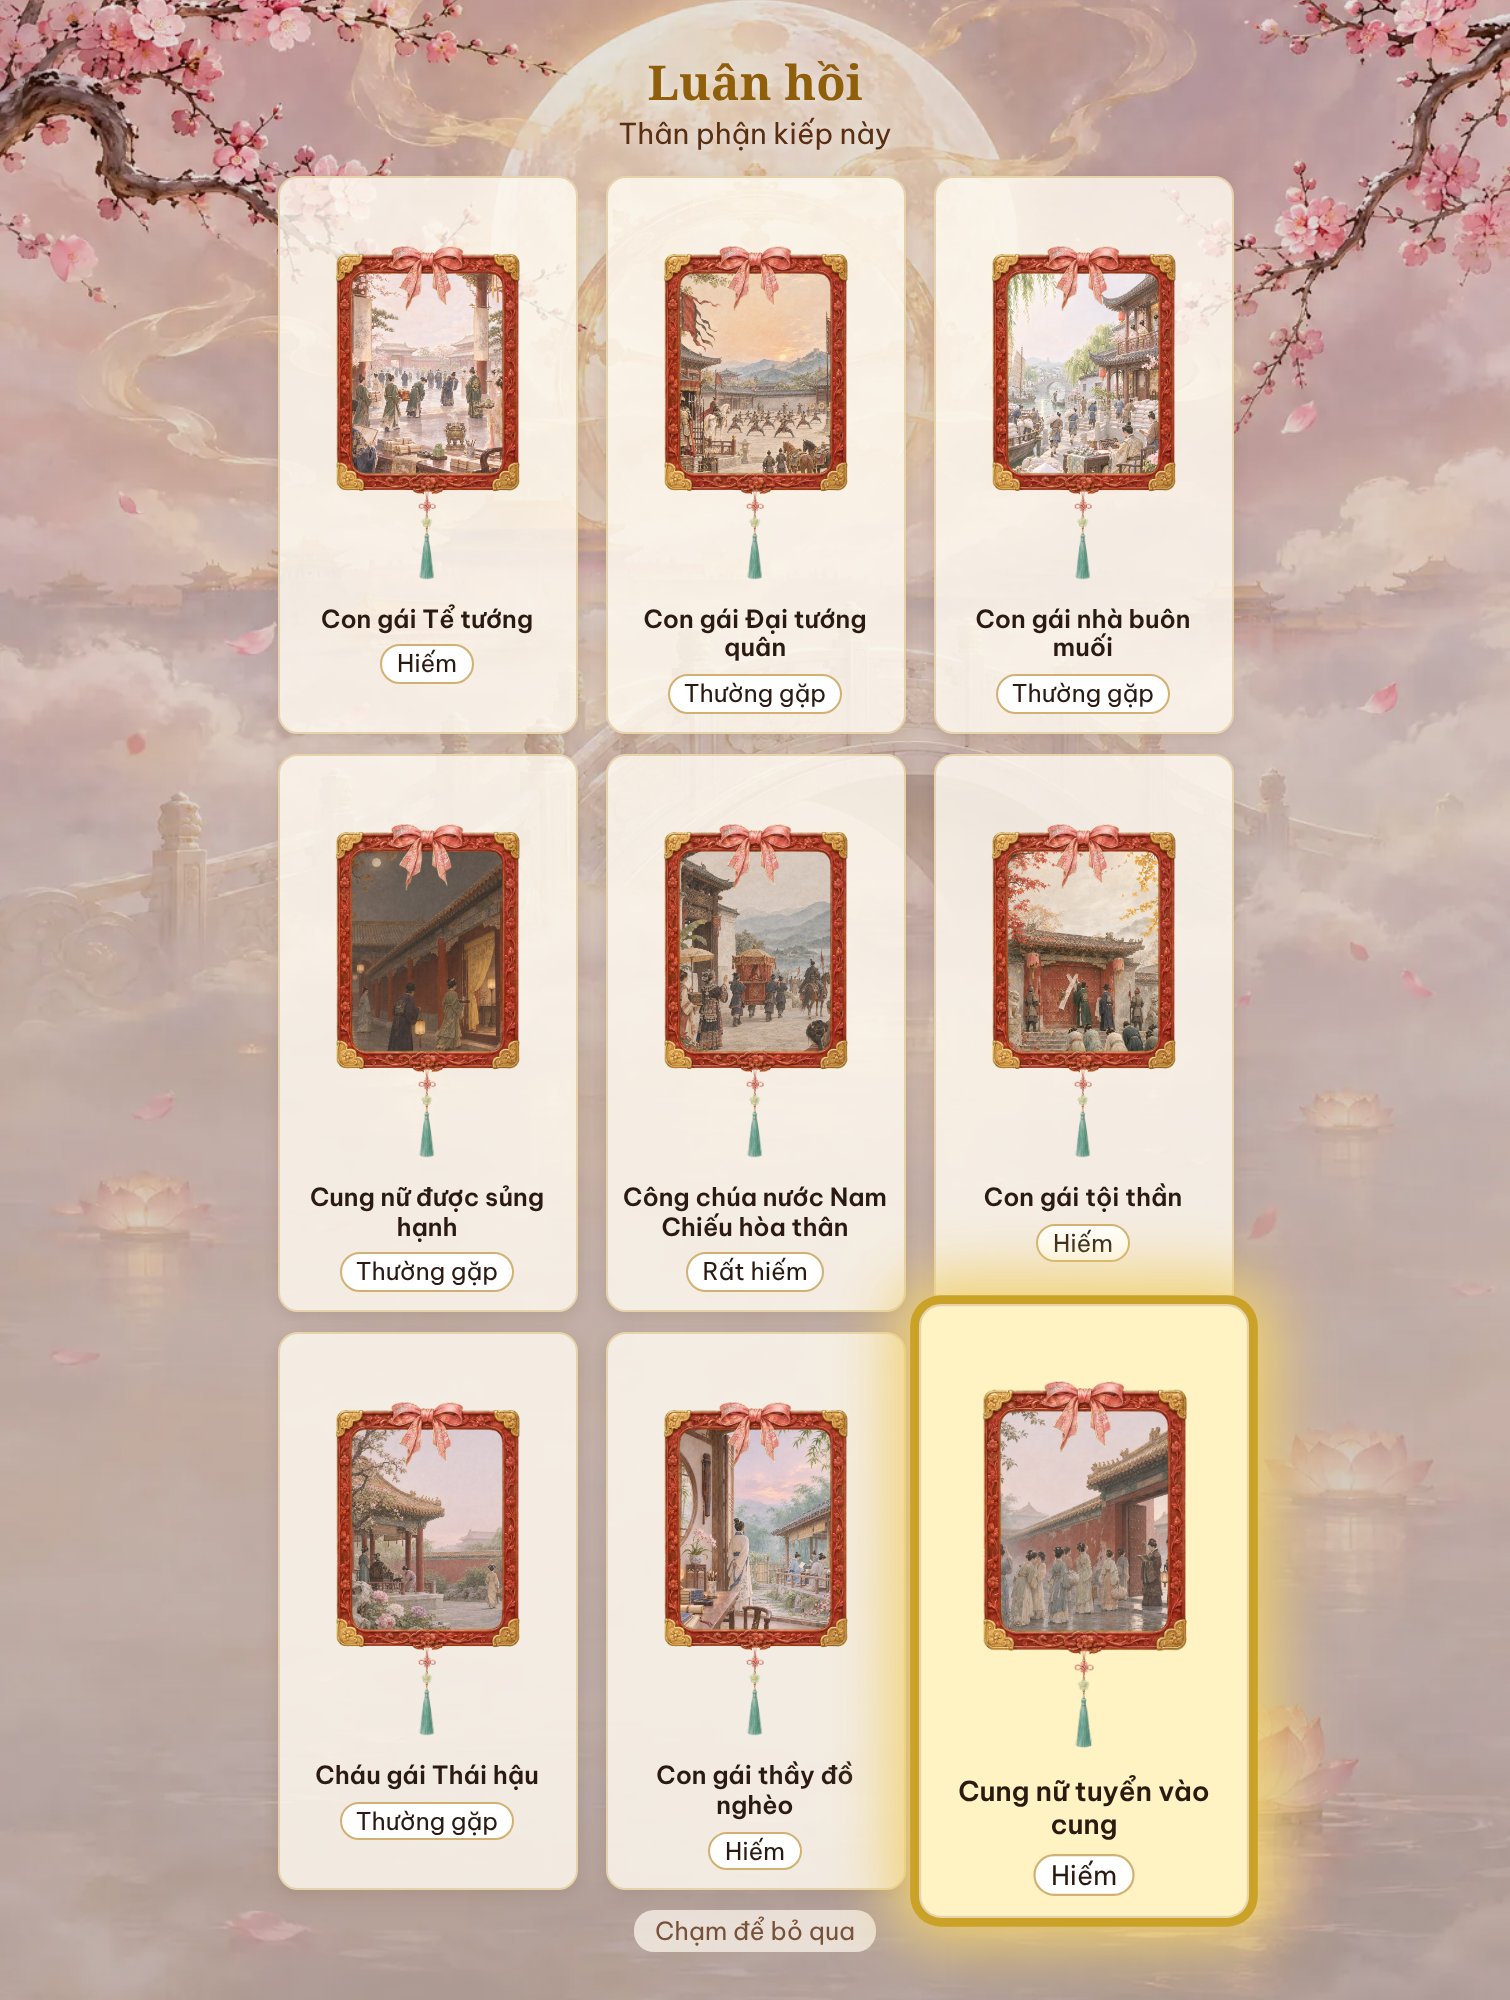 Luân hồi
Thân phận kiếp này
Con gái Tể tướng
Hiếm
Con gái Đại tướng
quân
Thường gặp
Con gái nhà buôn
muối
Thường gặp
Cung nữ được sủng
hạnh
Thường gặp
Công chúa nước Nam
Chiếu hòa thân
Rất hiếm
Con gái tội thần
Hiếm
Cháu gái Thái hậu
Thường gặp
Con gái thầy đồ
nghèo
Hiếm
Cung nữ tuyển vào
cung
Hiếm
Chạm để bỏ qua